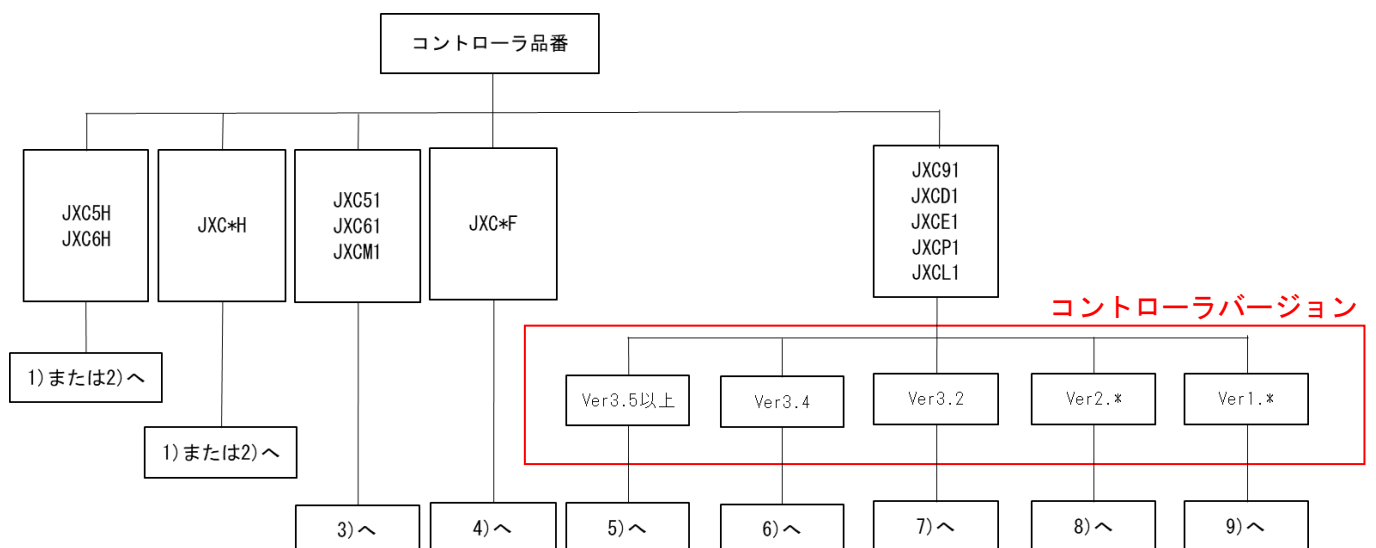 コントローラ品番
JXC5H
JXC6H
JXC*H
JXC51
JXC61
JXCM1
JXC*F
JXC91
JXCD1
JXCE1
JXCP1
JXCL1
コントローラバージョン
1)または2)へ
Ver3.5以上
Ver3.4
Ver3.2
Ver2.*
Ver1.*
1)または2)へ
3)へ
4)へ
5)へ
6)へ
7)へ
8)へ
9)へ